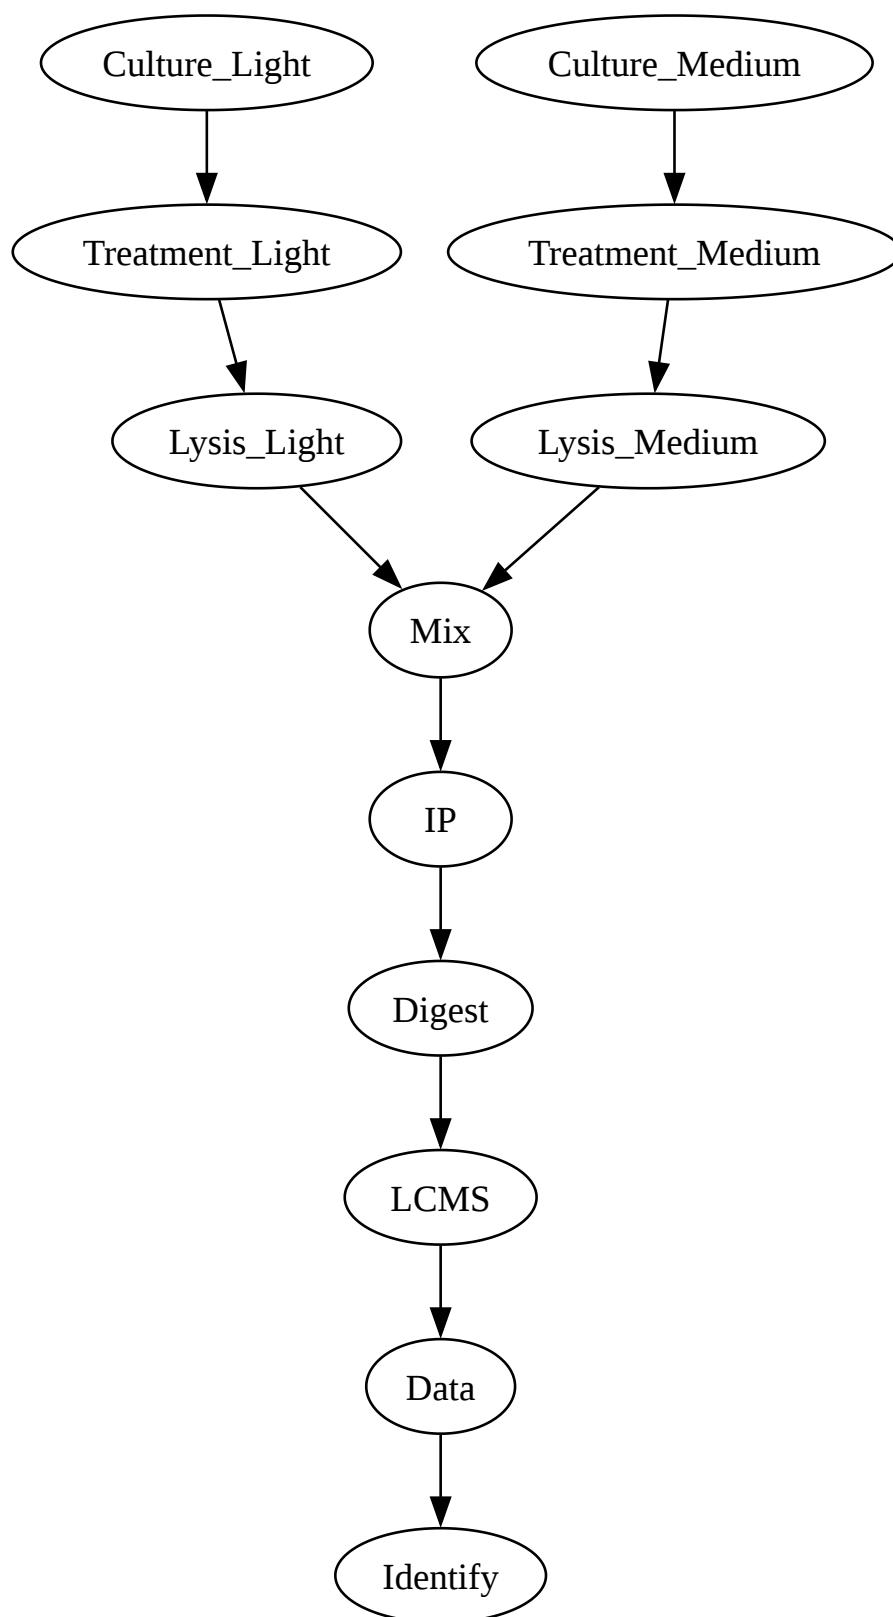 Culture_Light
Culture_Medium
Treatment_Light
Treatment_Medium
Lysis_Light
Lysis_Medium
Mix
IP
Digest
LCMS
Data
Identify